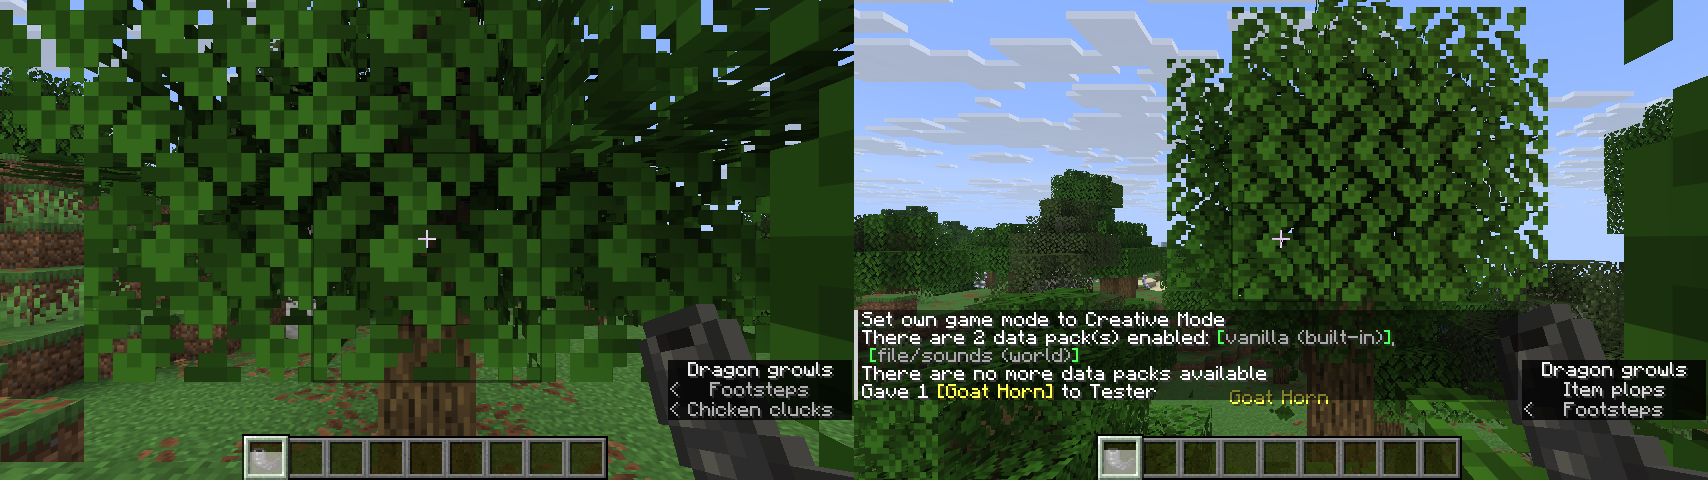 Dragon growls
< Footsteps
< Chicken clucks
Set own game mode to Creative Mode
There are 2 data pack(s) enabled: [vanilla (built-in)],
[file/sounds (world)]
There are no more data packs available
Gave 1 [Goat Horn] to Tester
Goat Horn
Dragon growls
Item plops
< Footsteps